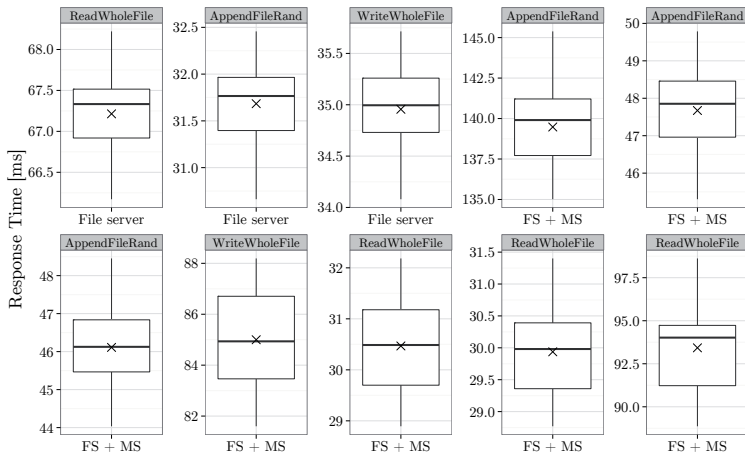 ReadWholeFile AppendFileRand WriteWholeFile AppendFileRand AppendFileRand
68.0 67.5 67.0 66.5
32.5 32.0 31.5 31.0
35.5 35.0 34.5 34.0
145.0 142.5 140.0 137.5 135.0
50 49 48 47 46
File server File server File server FS + MS FS + MS
Response Time [ms]
AppendFileRand WriteWholeFile ReadWholeFile ReadWholeFile ReadWholeFile
48 47 46 45 44
88 86 84 82
32 31 30 29
31.5 31.0 30.5 30.0 29.5 29.0
97.5 95.0 92.5 90.0
FS + MS FS + MS FS + MS FS + MS FS + MS